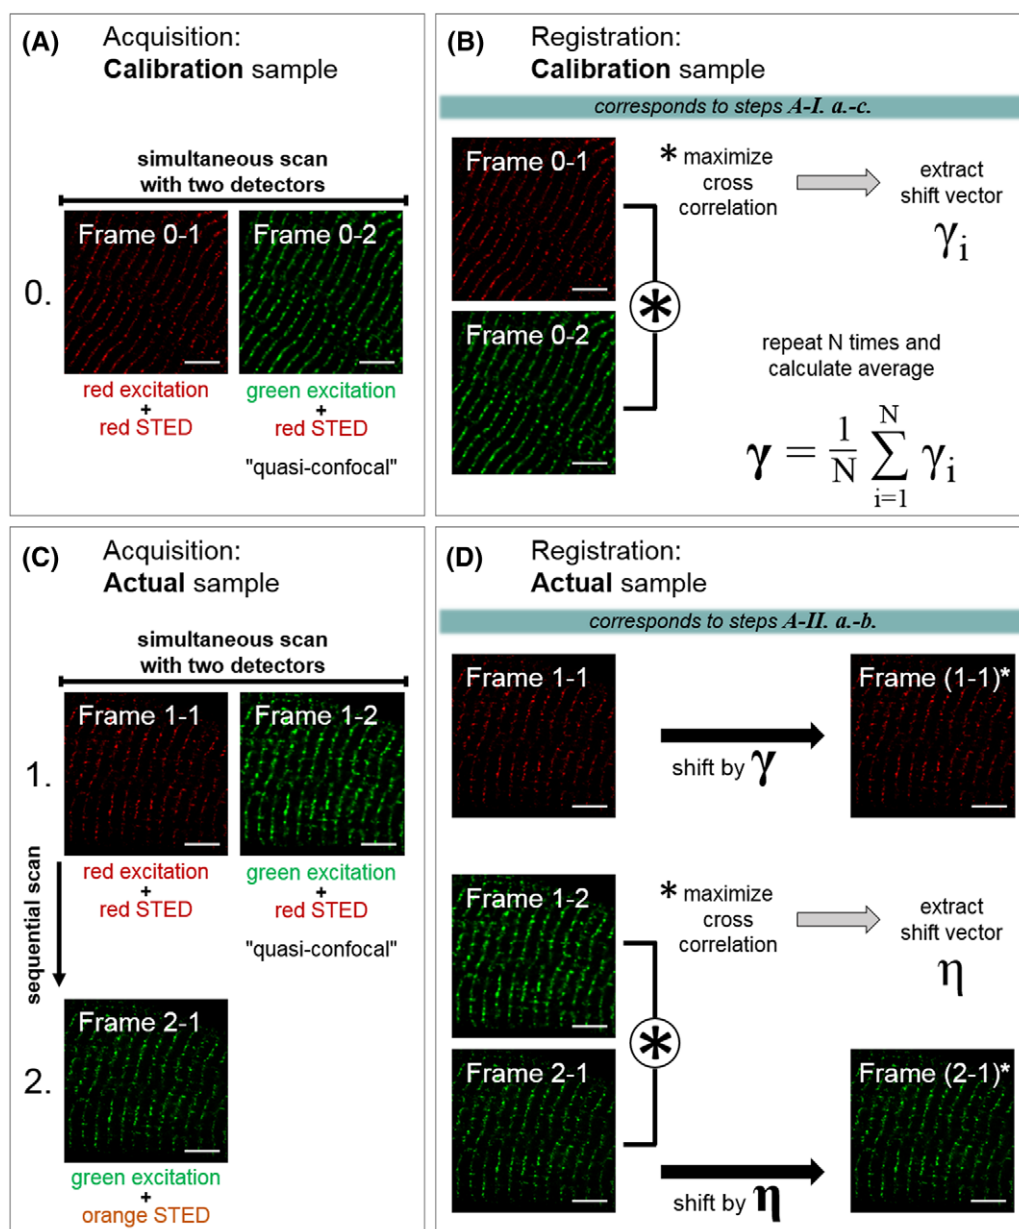 (A) Acquisition:
Calibration sample
simultaneous scan
with two detectors
0.
Frame 0-1
Frame 0-2
red excitation
+
red STED
green excitation
+
red STED
"quasi-confocal"
(B) Registration:
Calibration sample
corresponds to steps A-I. a.-c.
Frame 0-1
Frame 0-2
*
* maximize
cross
correlation
extract
shift vector
γi
repeat N times and
calculate average
γ = 1/N ∑ i=1 N γi
(C) Acquisition:
Actual sample
simultaneous scan
with two detectors
1.
Frame 1-1
Frame 1-2
red excitation
+
red STED
green excitation
+
red STED
"quasi-confocal"
sequential scan
2.
Frame 2-1
green excitation
+
orange STED
(D) Registration:
Actual sample
corresponds to steps A-II. a.-b.
Frame 1-1
shift by γ
Frame (1-1)*
Frame 1-2
Frame 2-1
*
* maximize
cross
correlation
extract
shift vector
η
shift by η
Frame (2-1)*